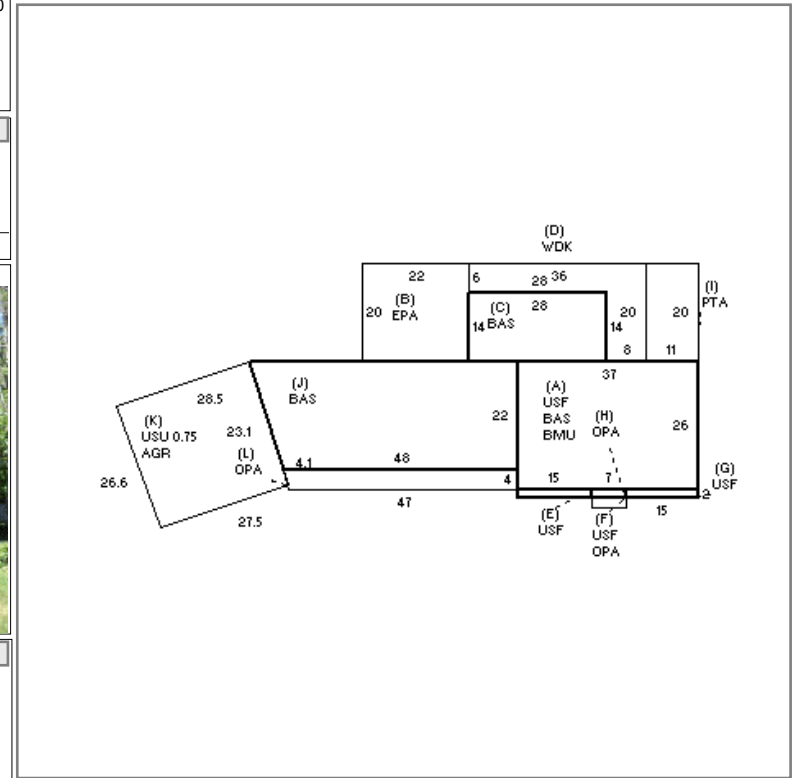 (D)
WDK
22
6
28 36
(I)
PTA
(B)
EPA
20
(C)
BAS
28
14
14
20
20
8
11
(J)
BAS
37
(A)
USF
BAS
BMU
(H)
OPA
22
26
28.5
(K)
USU 0.75
AGR
23.1
(L)
OPA
4.1
48
4
15
7
(G)
USF
2
26.6
27.5
47
(E)
USF
(F)
USF
OPA
15